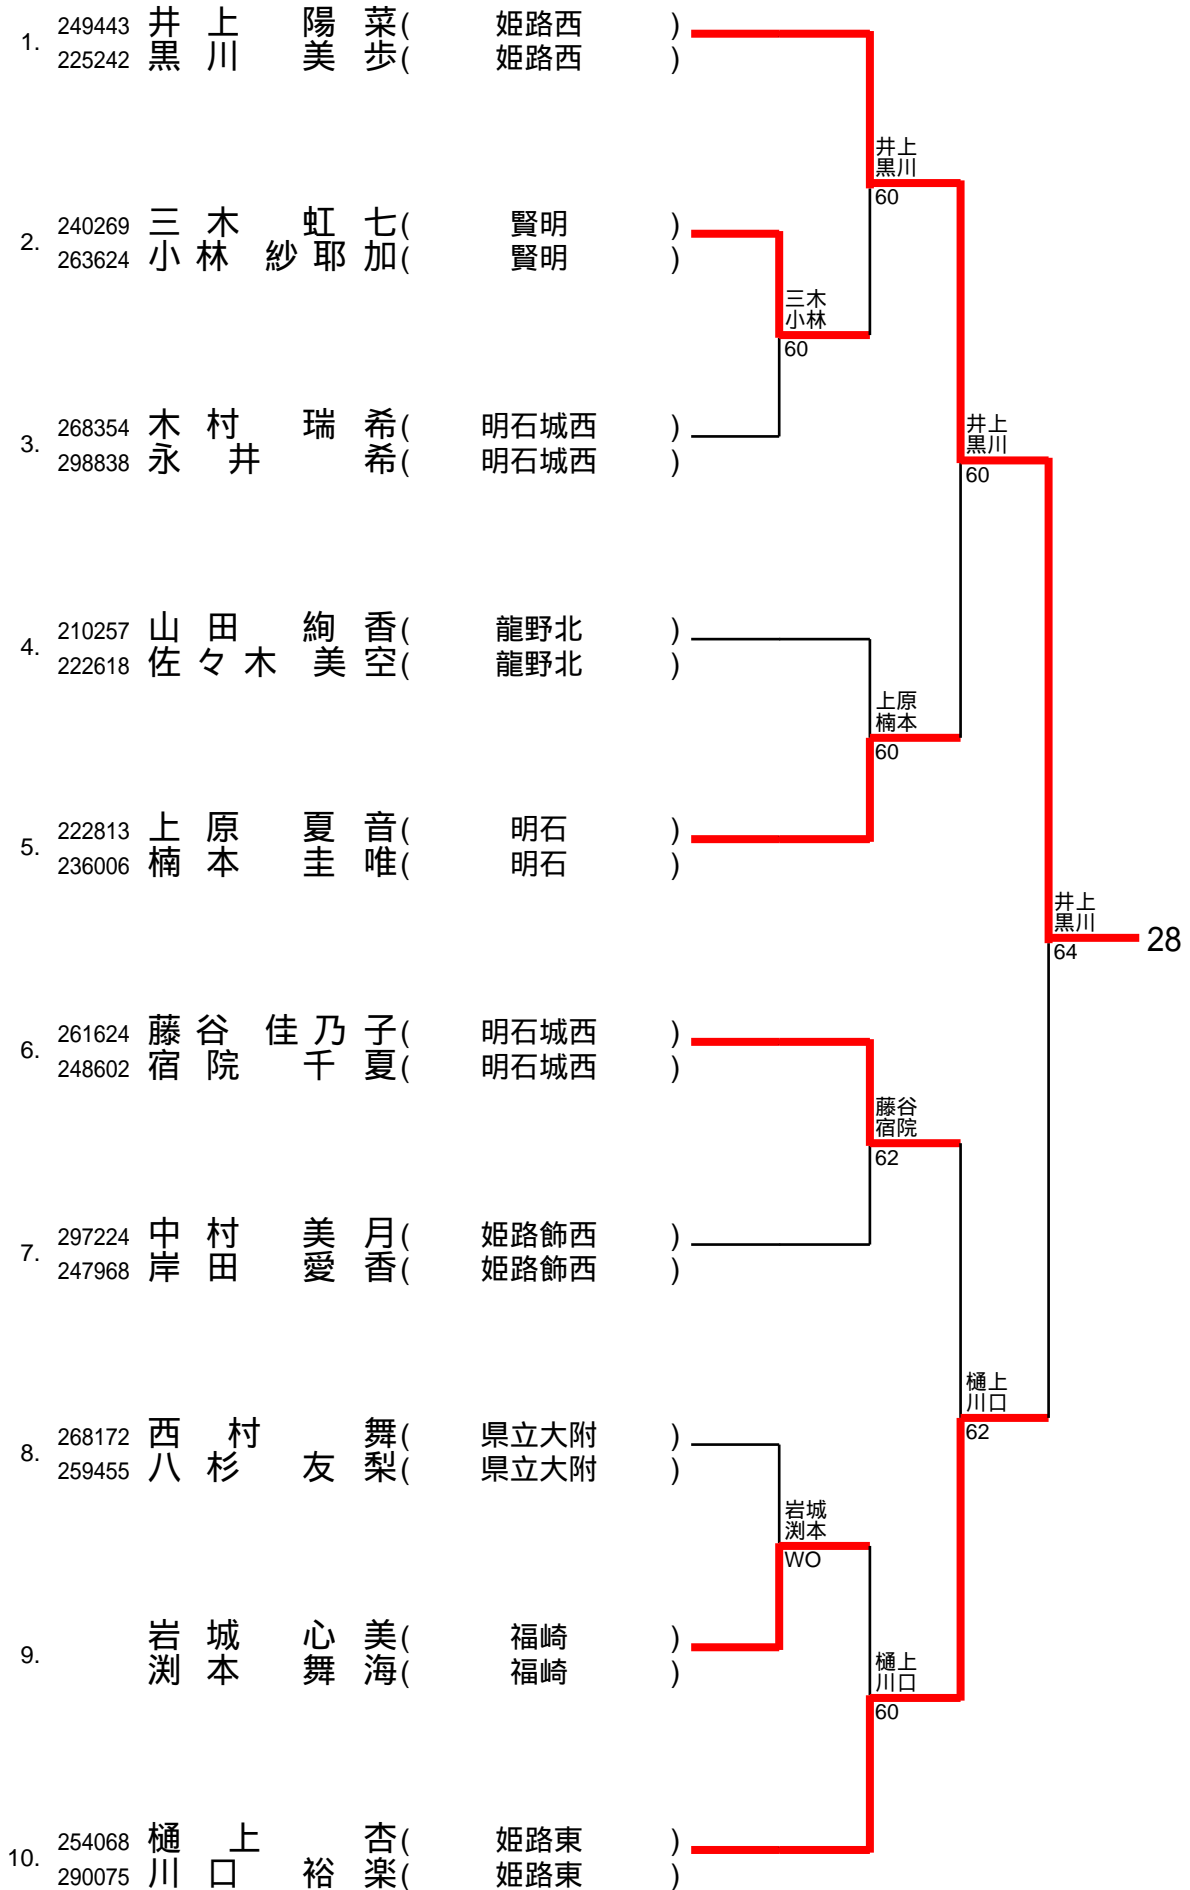 1. 249443 井上 陽菜( 姫路西 )
225242 黒川 美歩( 姫路西 )
井上
黒川
60
2. 240269 三木 虹七( 賢明 )
263624 小林 紗耶加( 賢明 )
三木
小林
60
3. 268354 木村 瑞希( 明石城西 )
298838 永井 希( 明石城西 )
井上
黒川
60
4. 210257 山田 絢香( 龍野北 )
222618 佐々木 美空( 龍野北 )
上原
楠本
60
5. 222813 上原 夏音( 明石 )
236006 楠本 圭唯( 明石 )
井上
黒川
64
28
6. 261624 藤谷 佳乃子( 明石城西 )
248602 宿院 千夏( 明石城西 )
藤谷
宿院
62
7. 297224 中村 美月( 姫路飾西 )
247968 岸田 愛香( 姫路飾西 )
樋上
川口
62
8. 268172 西村 舞( 県立大附 )
259455 八杉 友梨( 県立大附 )
岩城
渕本
WO
9. 岩城 心美( 福崎 )
渕本 舞海( 福崎 )
樋上
川口
60
10. 254068 樋上 杏( 姫路東 )
290075 川口 裕楽( 姫路東 )